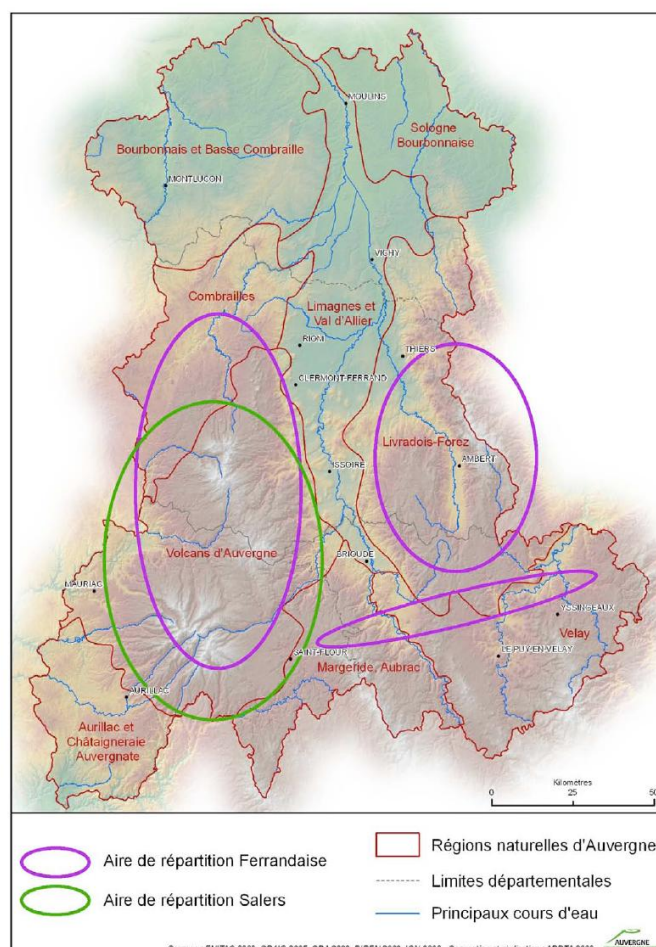 MOULINS
Sologne
Bourbonnaise
Bourbonnais et Basse Combraille
MONTLUCON
VICHY
Combrailles
Limagnes et
Val d'Allier
RIOM
THIERS
CLERMONT-FERRAND
Livradois-Forez
AMBERT
ISSOIRE
Volcans d'Auvergne
BRIOUDE
MAURIAC
YSSINGEAUX
Velay
SAINT-FLOUR
LE PUY-EN-VELAY
Margeride, Aubrac
AURILLAC
Aurillac et
Châtaigneraie
Auvergnate
Kilomètres
0 25 50
Aire de répartition Ferrandaise
Aire de répartition Salers
Régions naturelles d'Auvergne
Limites départementales
Principaux cours d'eau
AUVERGNE